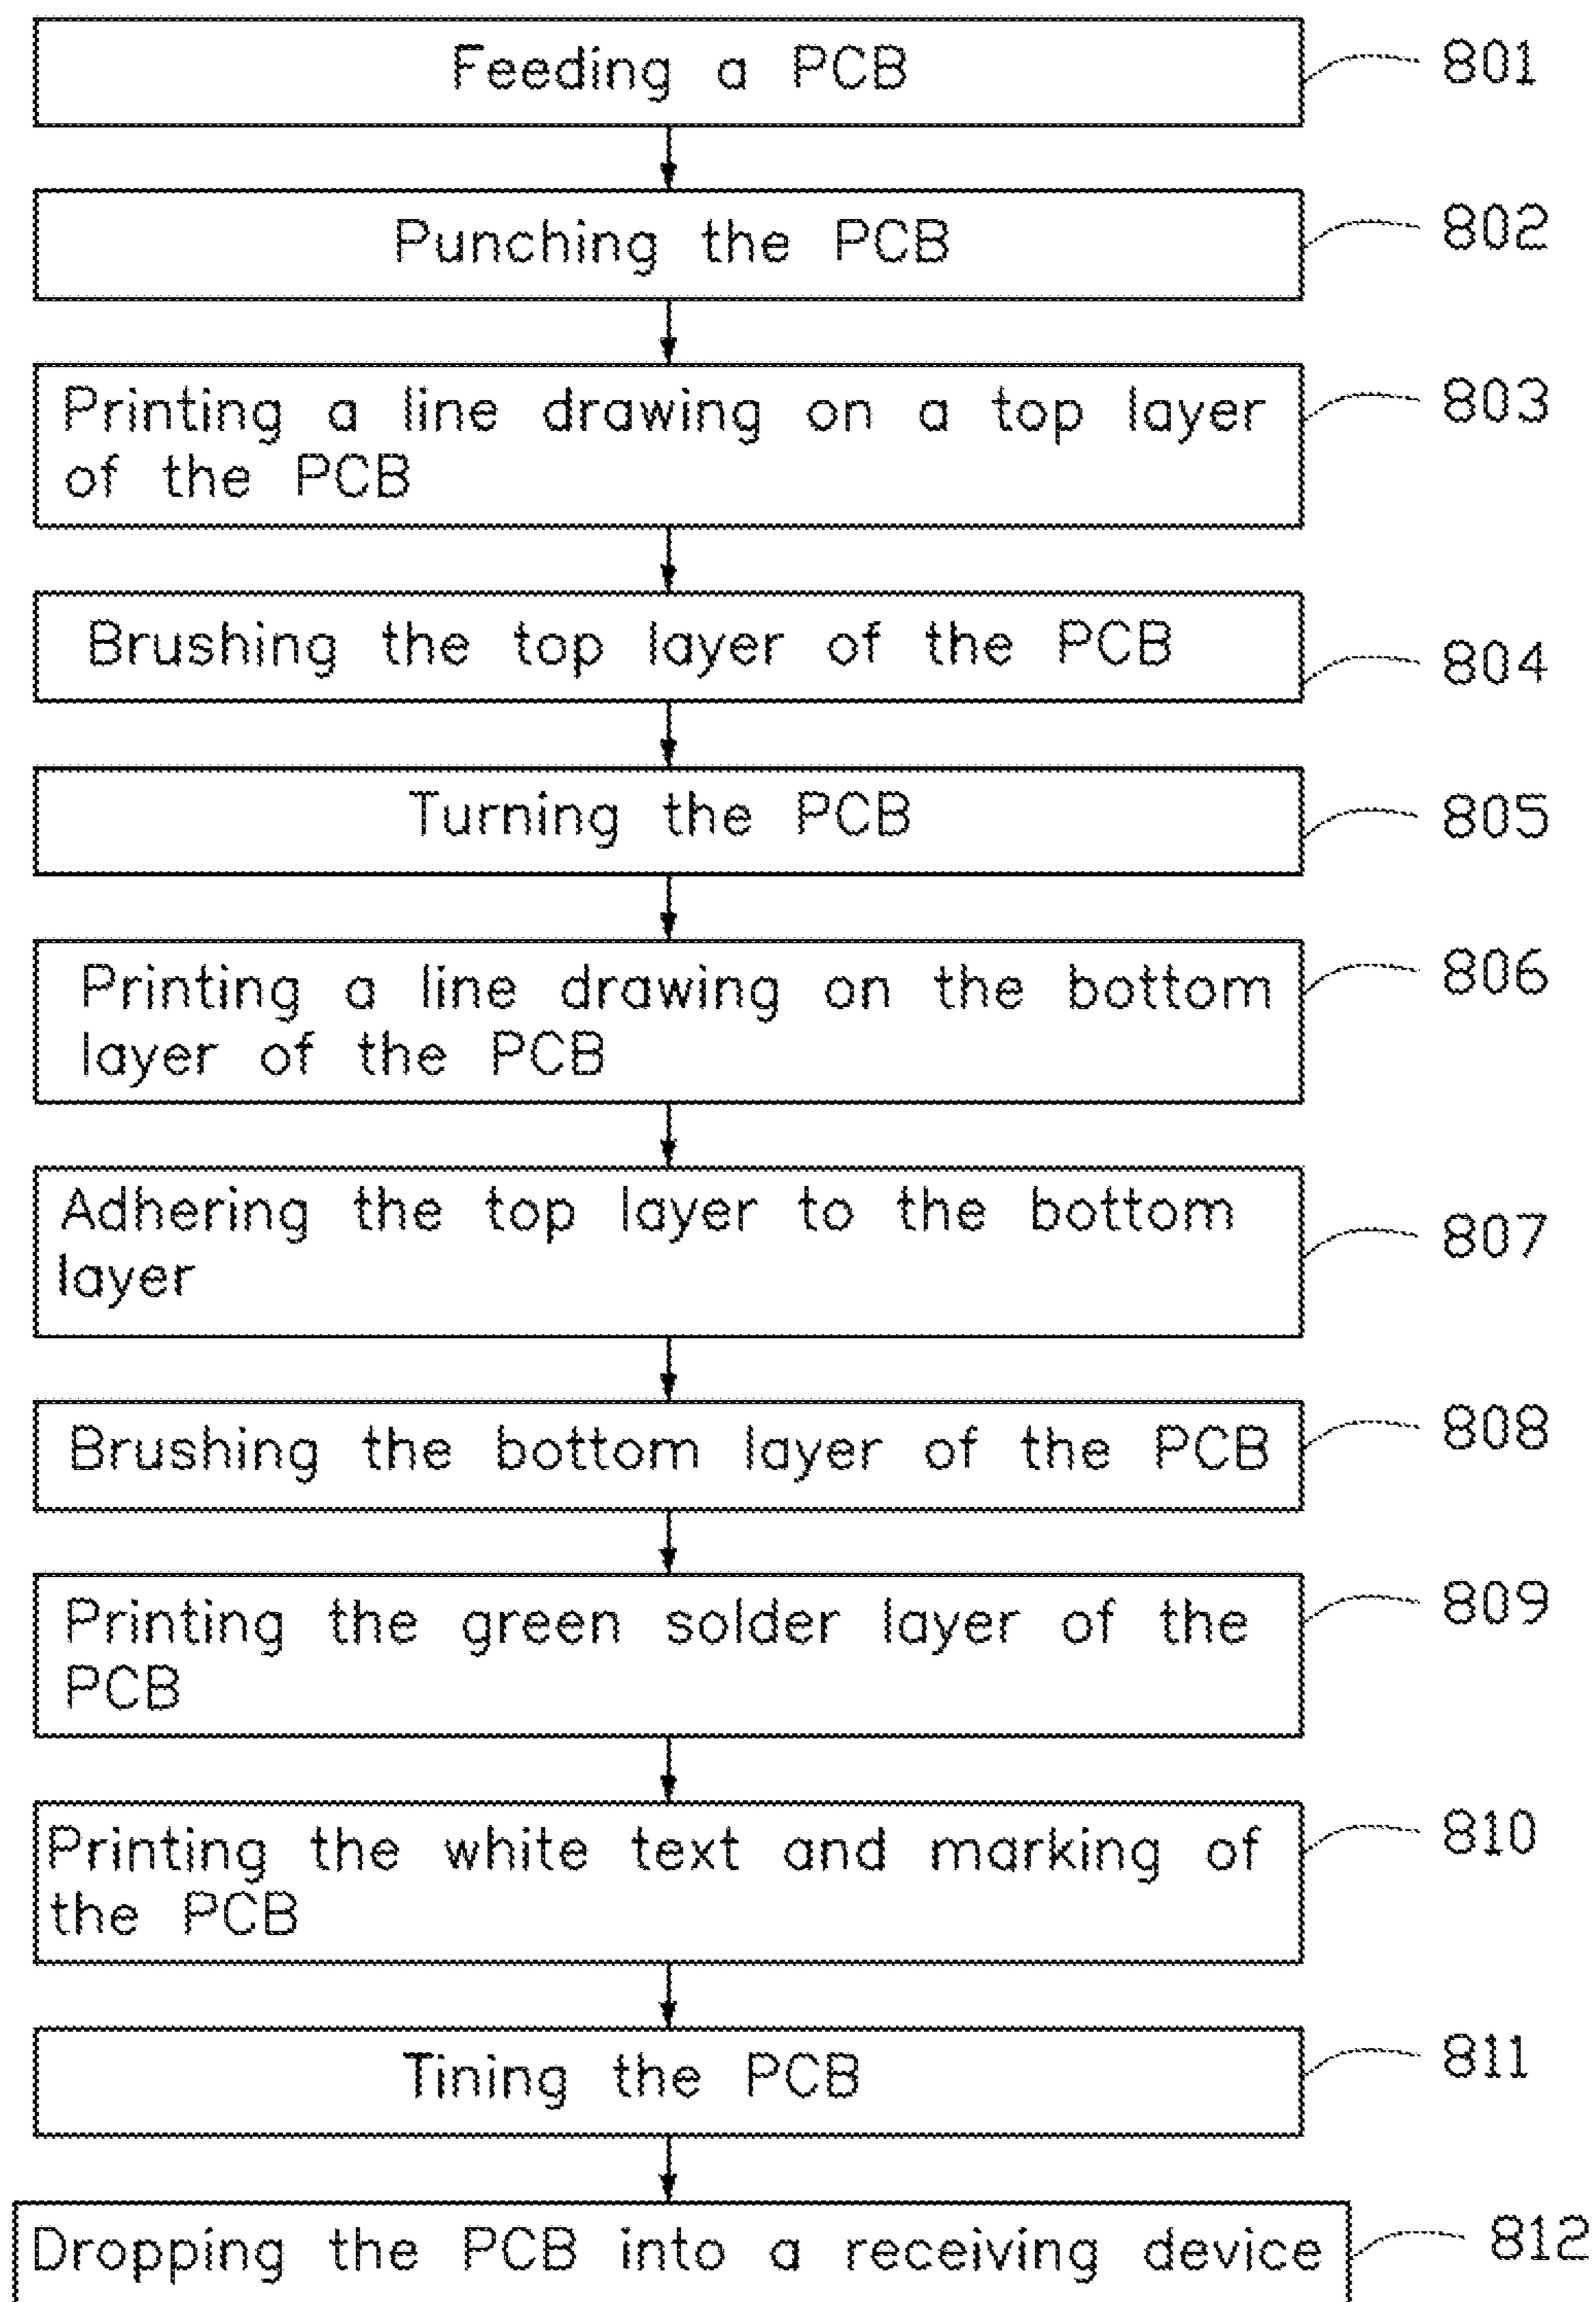 Feeding a PCB 801
Punching the PCB 802
Printing a line drawing on a top layer 803
of the PCB
Brushing the top layer of the PCB 804
Turning the PCB 805
Printing a line drawing on the bottom 806
layer of the PCB
Adhering the top layer to the bottom 807
layer
Brushing the bottom layer of the PCB 808
Printing the green solder layer of the 809
PCB
Printing the white text and marking of 810
the PCB
Tining the PCB 811
Dropping the PCB into a receiving device 812